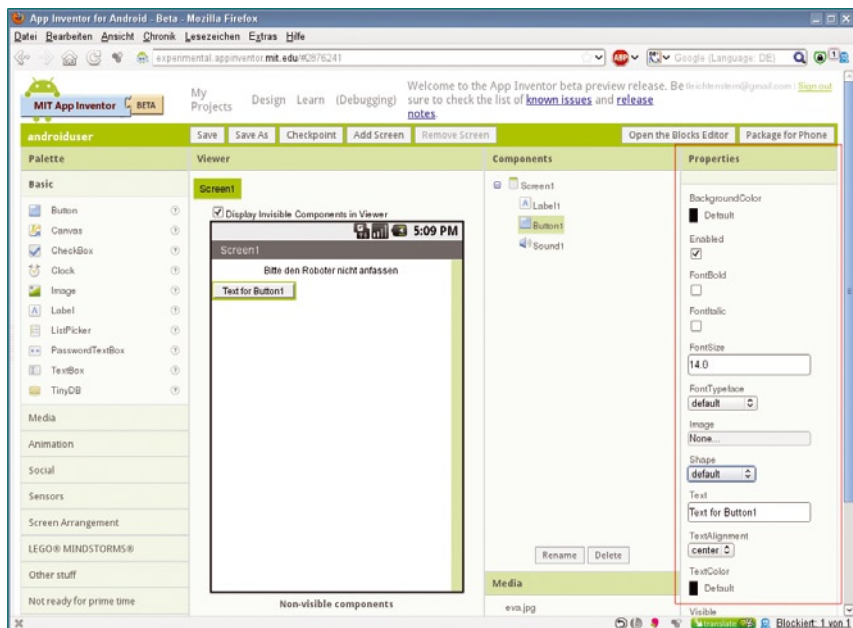 App Inventor for Android - Beta - Mozilla Firefox
Datei Bearbeiten Ansicht Chronik Lesezeichen Extras Hilfe
experimental.appinventor.mit.edu/#2876241
ABP
Google (Language: DE)
MIT App Inventor BETA
My Projects
Design Learn (Debugging)
Welcome to the App Inventor beta preview release. Be sure to check the list of known issues and release notes.
Sign out
androiduser
Save
Save As
Checkpoint
Add Screen
Remove Screen
Open the Blocks Editor
Package for Phone
Palette
Basic
Button
Canvas
CheckBox
Clock
Image
Label
ListPicker
PasswordTextBox
TextBox
TinyDB
Media
Animation
Social
Sensors
Screen Arrangement
LEGO® MINDSTORMS®
Other stuff
Not ready for prime time
Viewer
Screen1
Display Invisible Components in Viewer
5:09 PM
Screen1
Bitte den Roboter nicht anfassen
Text for Button1
Non-visible components
Components
Screen1
Label1
Button1
Sound1
Rename
Delete
Media
eva.jpg
Properties
BackgroundColor
Default
Enabled
FontBold
FontItalic
FontSize
14.0
FontTypeface
default
Image
None...
Shape
default
Text
Text for Button1
TextAlignment
center
TextColor
Default
Visible
translate
Blockiert: 1 von 1